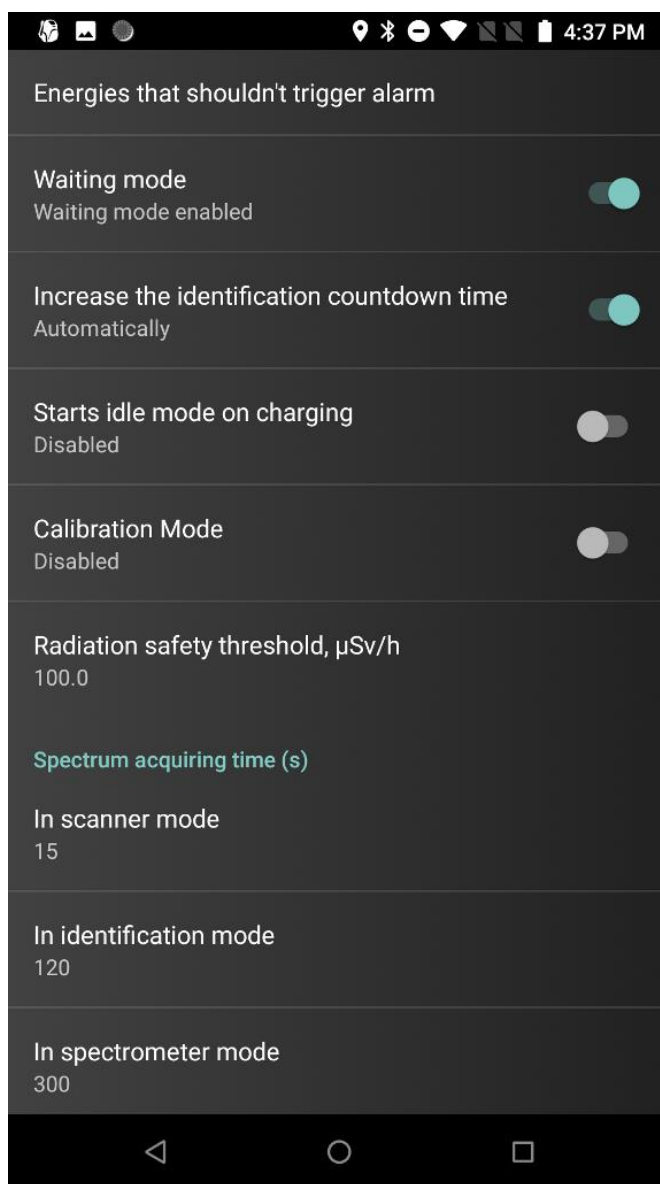 4:37 PM
Energies that shouldn't trigger alarm
Waiting mode
Waiting mode enabled
Increase the identification countdown time
Automatically
Starts idle mode on charging
Disabled
Calibration Mode
Disabled
Radiation safety threshold, µSv/h
100.0
Spectrum acquiring time (s)
In scanner mode
15
In identification mode
120
In spectrometer mode
300